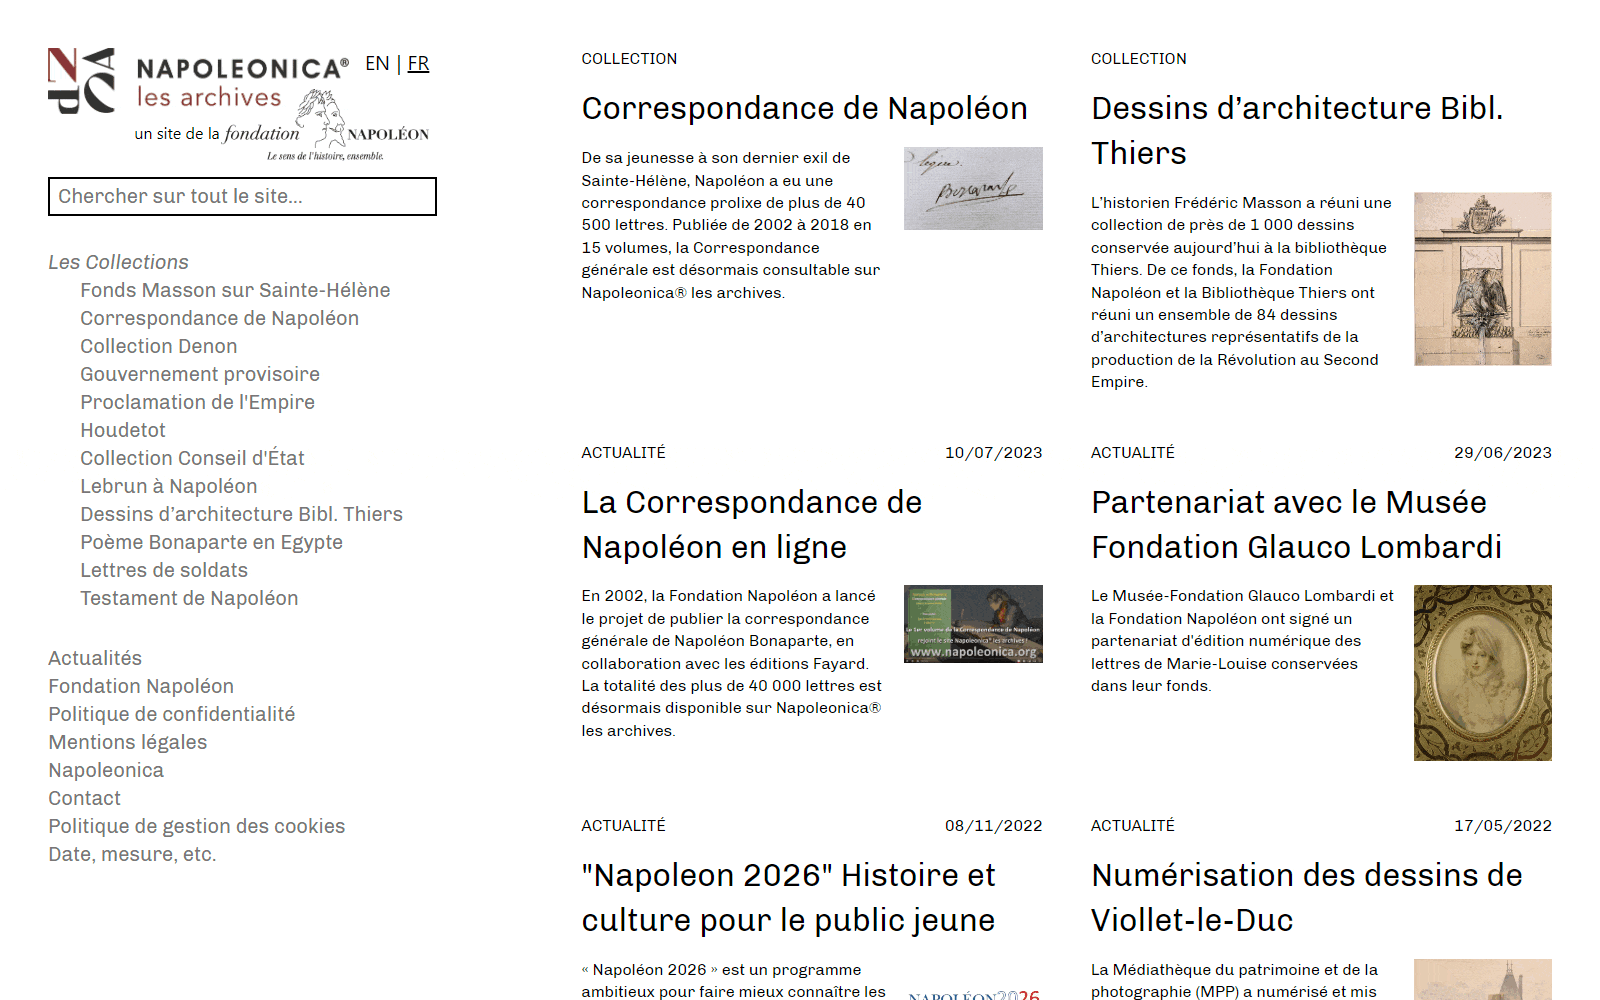 NAPOLEONICA®
les archives
EN | FR
un site de la fondation NAPOLÉON
Le sens de l'histoire, ensemble.
Chercher sur tout le site...
Les Collections
Fonds Masson sur Sainte-Hélène
Correspondance de Napoléon
Collection Denon
Gouvernement provisoire
Proclamation de l'Empire
Houdetot
Collection Conseil d'État
Lebrun à Napoléon
Dessins d’architecture Bibl. Thiers
Poème Bonaparte en Egypte
Lettres de soldats
Testament de Napoléon
Actualités
Fondation Napoléon
Politique de confidentialité
Mentions légales
Napoleonica
Contact
Politique de gestion des cookies
Date, mesure, etc.
COLLECTION
Correspondance de Napoléon
De sa jeunesse à son dernier exil de
Sainte-Hélène, Napoléon a eu une
correspondance prolixe de plus de 40
500 lettres. Publiée de 2002 à 2018 en
15 volumes, la Correspondance
générale est désormais consultable sur
Napoleonica® les archives.
COLLECTION
Dessins d’architecture Bibl.
Thiers
L’historien Frédéric Masson a réuni une
collection de près de 1 000 dessins
conservée aujourd’hui à la bibliothèque
Thiers. De ce fonds, la Fondation
Napoléon et la Bibliothèque Thiers ont
réuni un ensemble de 84 dessins
d’architectures représentatifs de la
production de la Révolution au Second
Empire.
ACTUALITÉ 10/07/2023
La Correspondance de
Napoléon en ligne
En 2002, la Fondation Napoléon a lancé
le projet de publier la correspondance
générale de Napoléon Bonaparte, en
collaboration avec les éditions Fayard.
La totalité des plus de 40 000 lettres est
désormais disponible sur Napoleonica®
les archives.
Le 1er volume de la Correspondance de Napoléon
rejoint le site Napoleonica® les archives !
www.napoleonica.org
ACTUALITÉ 29/06/2023
Partenariat avec le Musée
Fondation Glauco Lombardi
Le Musée-Fondation Glauco Lombardi et
la Fondation Napoléon ont signé un
partenariat d'édition numérique des
lettres de Marie-Louise conservées
dans leur fonds.
ACTUALITÉ 08/11/2022
"Napoleon 2026" Histoire et
culture pour le public jeune
« Napoléon 2026 » est un programme
ambitieux pour faire mieux connaître les
NAPOLÉON2026
ACTUALITÉ 17/05/2022
Numérisation des dessins de
Viollet-le-Duc
La Médiathèque du patrimoine et de la
photographie (MPP) a numérisé et mis